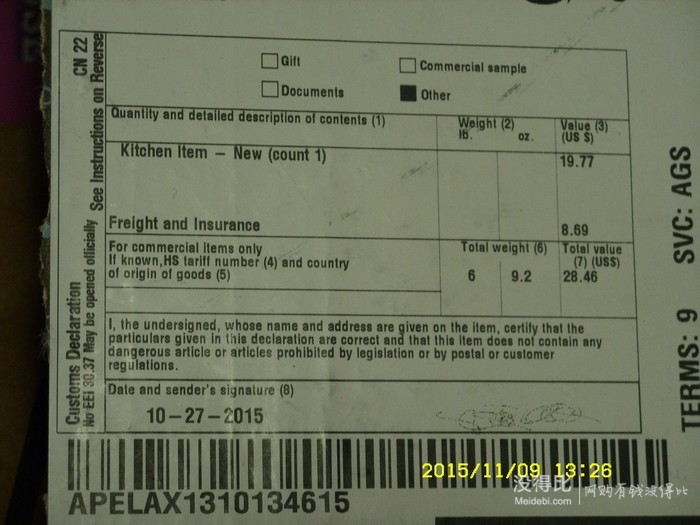 CN 22
See Instructions on Reverse
Customs Declaration
May be opened officially
Gift
Commercial sample
Documents
Other
Quantity and detailed description of contents (1)
Weight (2)
lb. oz.
Value (3)
(US $)
Kitchen Item – New (count 1)
19.77
Freight and Insurance
8.69
For commercial items only
If known,HS tariff number (4) and country
of origin of goods (5)
Total weight (6)
6 9.2
Total value
(7) (US$)
28.46
I, the undersigned, whose name and address are given on the item, certify that the
particulars given in this declaration are correct and that this item does not contain any
dangerous article or articles prohibited by legislation or by postal or customer
regulations.
Date and sender's signature (8)
10–27–2015
APELAX1310134615
TERMS: 9 SVC: AGS
2015/11/09 13:26
没得比
Meidebi.com
网购有钱没得比